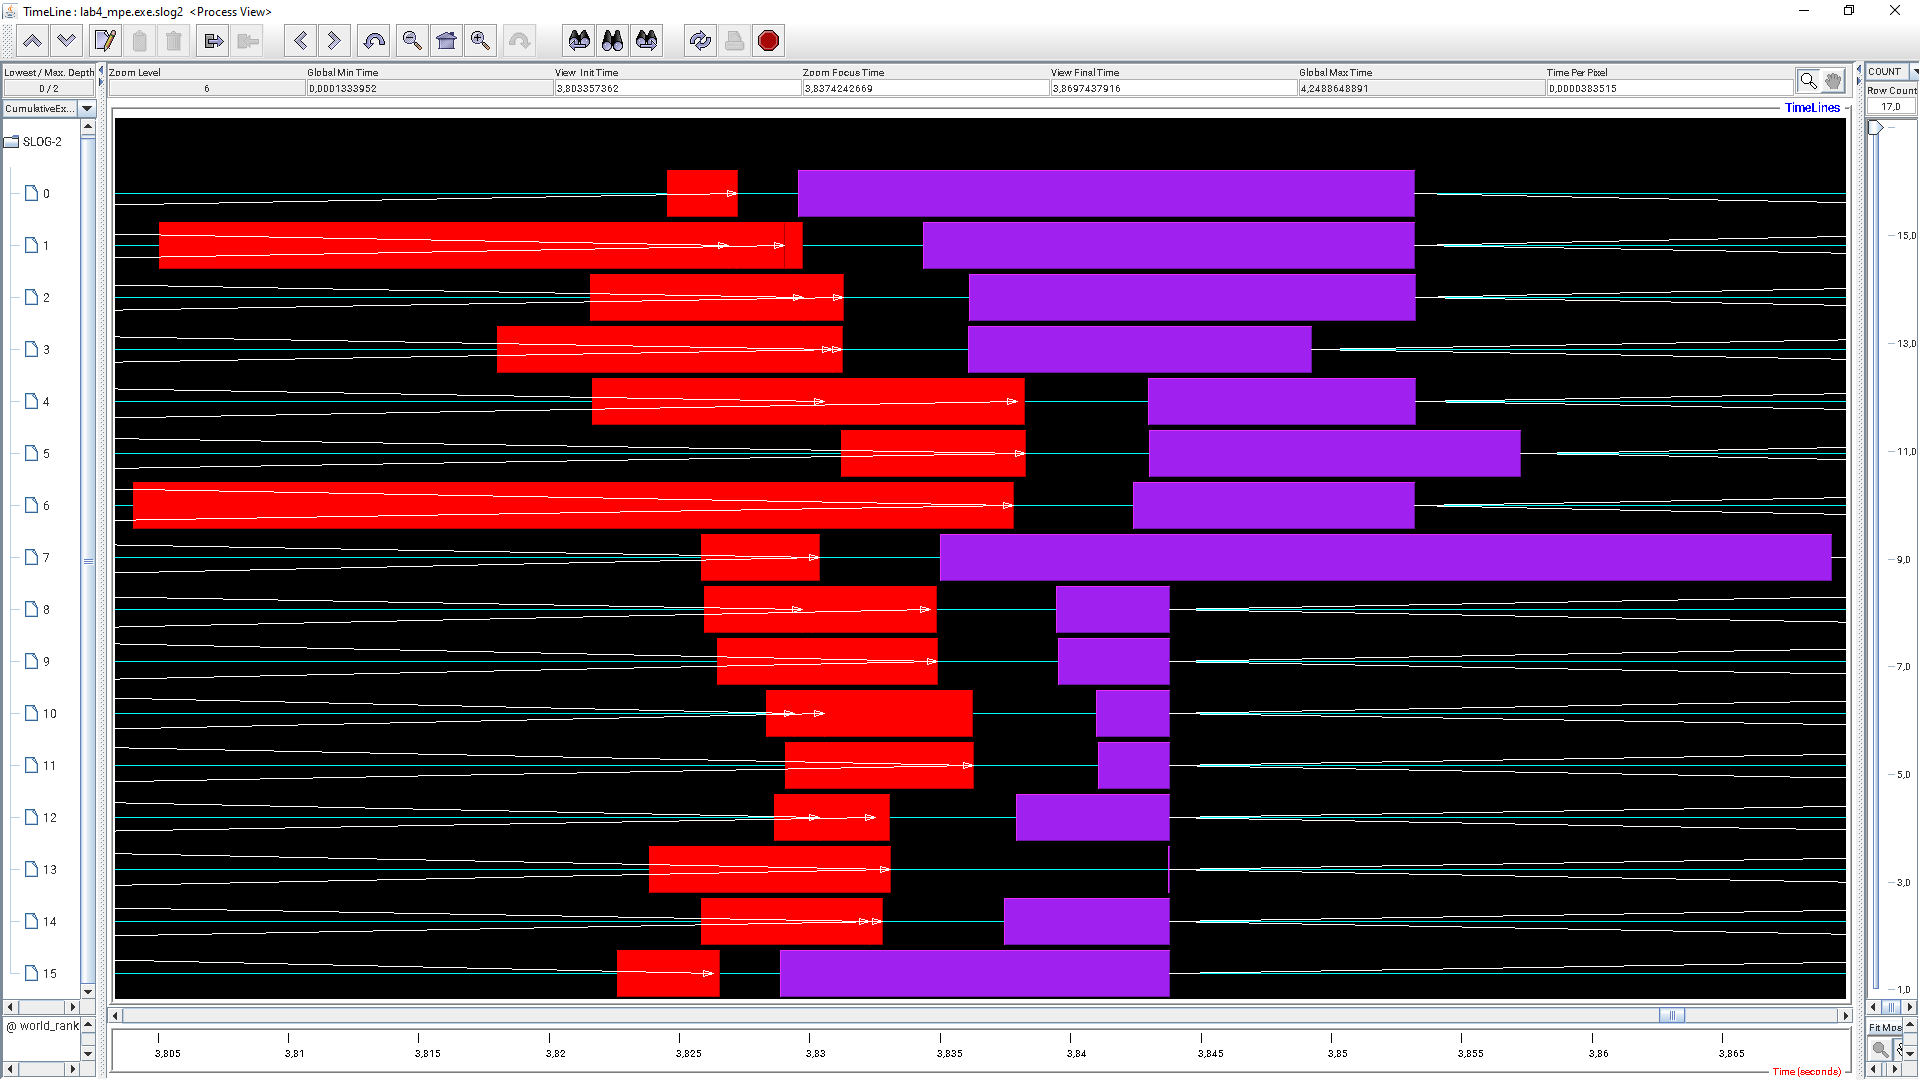 TimeLine : lab4_mpe.exe.slog2  <Process View>
Lowest / Max. Depth
0 / 2
Zoom Level
6
Global Min Time
0,0001333952
View  Init Time
3,803357362
Zoom Focus Time
3,8374242669
View Final Time
3,8697437916
Global Max Time
4,2488648891
Time Per Pixel
0,0000383515
COUNT
Row Count
17,0
CumulativeEx...
TimeLines
SLOG-2
0
1
2
3
4
5
6
7
8
9
10
11
12
13
14
15
15,0
13,0
11,0
9,0
7,0
5,0
3,0
1,0
@ world_rank
Fit Mos
3,805
3,81
3,815
3,82
3,825
3,83
3,835
3,84
3,845
3,85
3,855
3,86
3,865
Time (seconds)